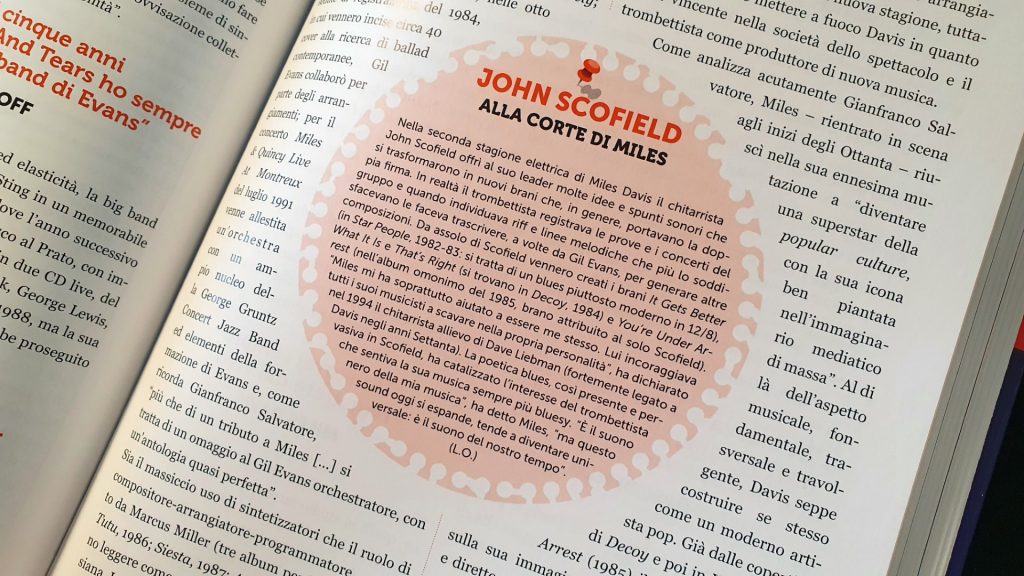 cinque anni
And Tears ho sempre
band di Evans"
OFF
ed elasticità, la big band
Sting in un memorabile
dove l'anno successivo
co al Prato, con in-
in due CD live, del
k, George Lewis,
1988, ma la sua
be proseguito
del 1984,
in cui vennero incise circa 40
cover alla ricerca di ballad
contemporanee, Gil
Evans collaborò per
parte degli arran-
giamenti; per il
concerto Miles
& Quincy Live
At Montreux
del luglio 1991
venne allestita
un'orchestra
con un am-
pio nucleo del-
la George Gruntz
Concert Jazz Band
ed elementi della for-
mazione di Evans e, come
ricorda Gianfranco Salvatore,
"più che di un tributo a Miles [...] si
tratta di un omaggio al Gil Evans orchestratore, con
un'antologia quasi perfetta".
Sia il massiccio uso di sintetizzatori che il ruolo di
compositore-arrangiatore-programmatore
to da Marcus Miller (tre album
Tutu, 1986; Siesta, 1987;
no leggere come
JOHN SCOFIELD
ALLA CORTE DI MILES
Nella seconda stagione elettrica di Miles Davis il chitarrista
John Scofield offrì al suo leader molte idee e spunti sonori che
si trasformarono in nuovi brani che, in genere, portavano la dop-
pia firma. In realtà il trombettista registrava le prove e i concerti del
gruppo e quando individuava riff e linee melodiche che più lo soddi-
sfacevano le faceva trascrivere, a volte da Gil Evans, per generare altre
composizioni. Da assolo di Scofield vennero creati i brani It Gets Better
(in Star People, 1982-83: si tratta di un blues piuttosto moderno in 12/8)
What It Is e That's Right (si trovano in Decoy, 1984) e You're Under Ar-
rest (nell'album omonimo del 1985, brano attribuito al solo Scofield).
"Miles mi ha soprattutto aiutato a essere me stesso. Lui incoraggiava
tutti i suoi musicisti a scavare nella propria personalità", ha dichiarato
nel 1994 il chitarrista allievo di Dave Liebman (fortemente legato a
Davis negli anni Settanta). La poetica blues, così presente e per-
vasiva in Scofield, ha catalizzato l'interesse del trombettista
che sentiva la sua musica sempre più bluesy. "È il suono
nero della mia musica", ha detto Miles, "ma questo
sound oggi si espande, tende a diventare uni-
versale: è il suono del nostro tempo".
(L.O.)
mettere a fuoco Davis in quanto
vincente nella società dello spettacolo e il
trombettista come produttore di nuova musica.
Come analizza acutamente Gianfranco Sal-
vatore, Miles – rientrato in scena
agli inizi degli Ottanta – riu-
scì nella sua ennesima mu-
tazione a "diventare
una superstar della
popular culture,
con la sua icona
ben piantata
nell'immagina-
rio mediatico
di massa". Al di
là dell'aspetto
musicale, fon-
damentale, tra-
sversale e travol-
gente, Davis seppe
costruire se stesso
come un moderno arti-
sta pop. Già dalle
sulla sua
di Decoy e poi in
Arrest (1985)